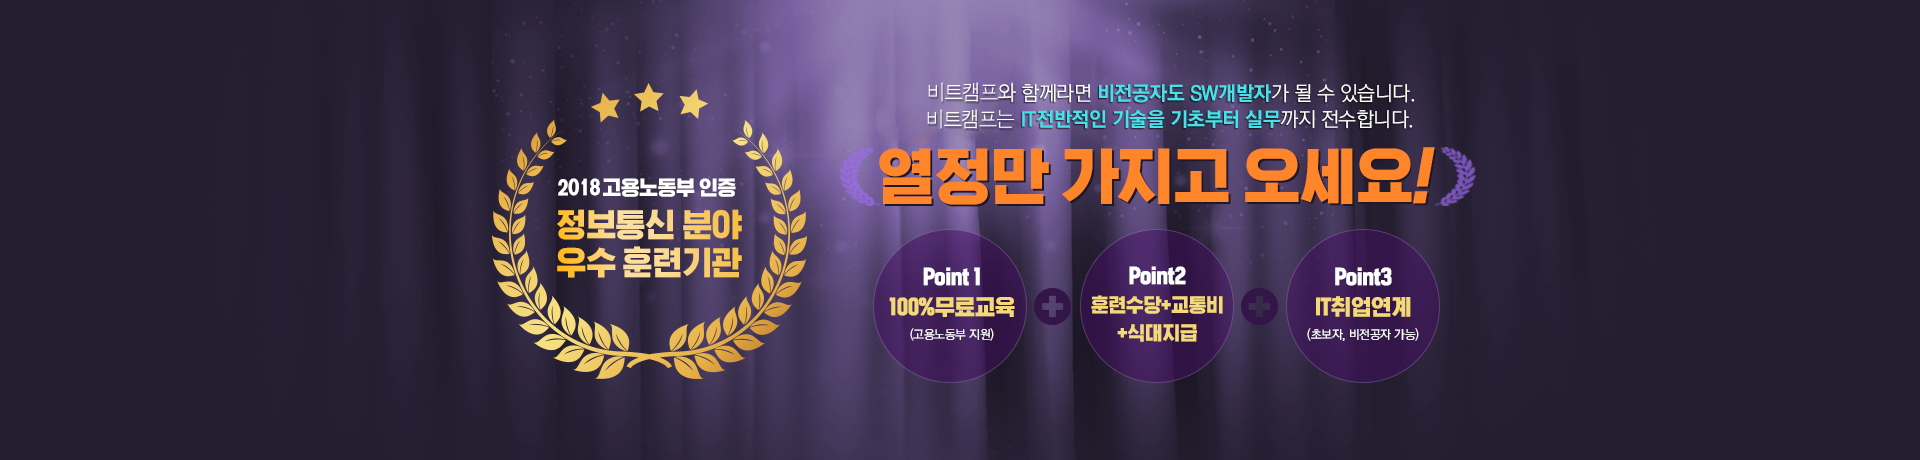 2018 고용노동부 인증
정보통신 분야
우수 훈련기관
비트캠프와 함께라면 비전공자도 SW개발자가 될 수 있습니다.
비트캠프는 IT전반적인 기술을 기초부터 실무까지 전수합니다.
열정만 가지고 오세요!
Point 1
100%무료교육
(고용노동부 지원)
+
Point2
훈련수당+교통비
+식대지급
+
Point3
IT취업연계
(초보자, 비전공자 가능)